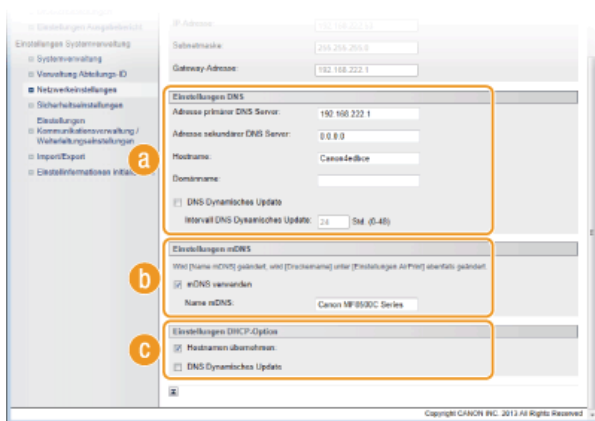 Einstellungen Ausgabebericht
IP Adresse
Einstellungen Systemverwaltung
Subnetmaske
255.255.255.0
Systemverwaltung
Gateway-Adresse:
192.168.222.1
Verwaltung Abteilungs-ID
Netzwerkeinstellungen
Einstellungen DNS
Sicherheitseinstellungen
Adresse primärer DNS Server:
192.168.222.1
Einstellungen
Kommunikationsverwaltung /
Weiterleitungseinstellungen
Adresse sekundärer DNS Server:
0.0.0.0
Import/Export
a
Hostname:
Canon4edbce
Einstellinformationen initia
Domänname:
DNS Dynamisches Update
Intervall DNS Dynamisches Update:
24
Std. (0-48)
Einstellungen mDNS
Wird [Name mDNS] geändert, wird [Druckername] unter [Einstellungen AirPrint] ebenfalls geändert.
b
mDNS verwenden
Name mDNS:
Canon MF8500C Series
Einstellungen DHCP-Option
c
Hostnamen übernehmen:
DNS Dynamisches Update
Copyright CANON INC. 2013 All Rights Reserved